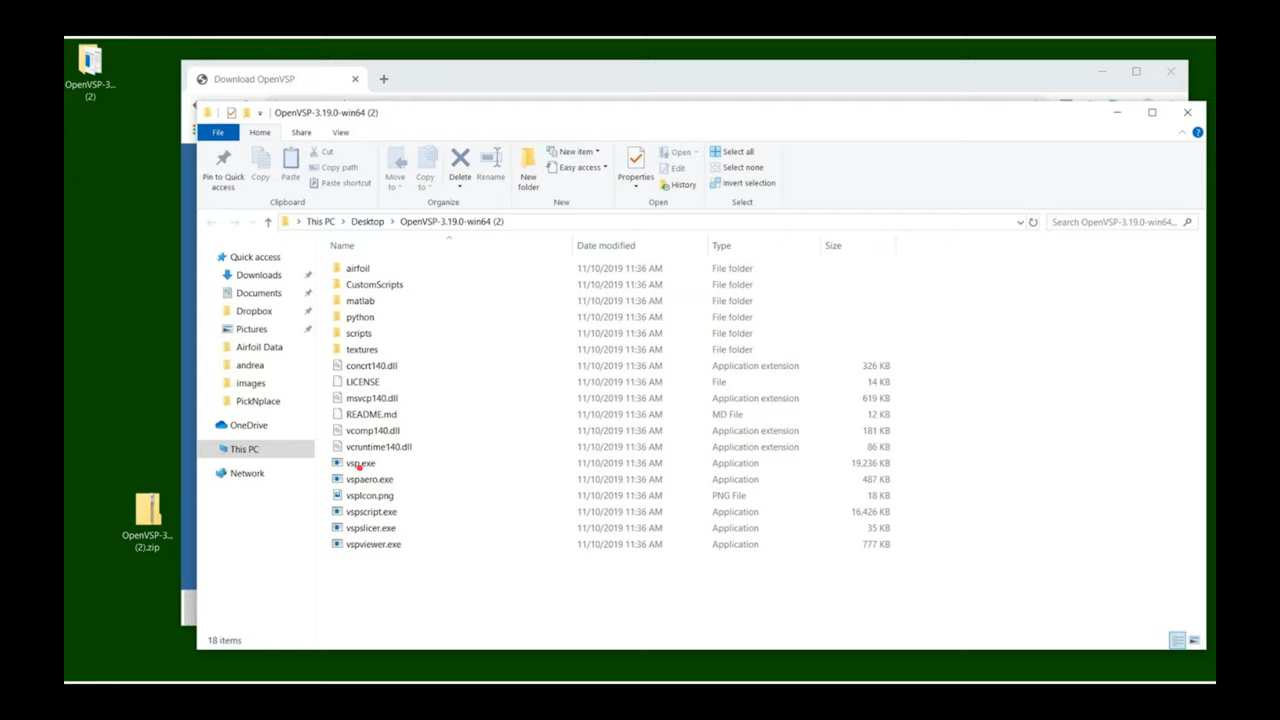 OpenVSP-3...
(2)
Download OpenVSP
OpenVSP-3.19.0-win64 (2)
File
Home
Share
View
Pin to Quick
access
Copy
Paste
Cut
Copy path
Paste shortcut
Clipboard
Move
to
Copy
to
Delete
Rename
Organize
New
folder
New item
Easy access
New
Properties
Open
Edit
History
Open
Select all
Select none
Invert selection
Select
This PC > Desktop > OpenVSP-3.19.0-win64 (2)
Search OpenVSP-3.19.0-win64...
Name Date modified Type Size
Quick access
Downloads
Documents
Dropbox
Pictures
Airfoil Data
andrea
images
PicKNplace
OneDrive
This PC
Network
airfoil 11/10/2019 11:36 AM File folder
CustomScripts 11/10/2019 11:36 AM File folder
matlab 11/10/2019 11:36 AM File folder
python 11/10/2019 11:36 AM File folder
scripts 11/10/2019 11:36 AM File folder
textures 11/10/2019 11:36 AM File folder
concrt140.dll 11/10/2019 11:36 AM Application extension 326 KB
LICENSE 11/10/2019 11:36 AM File 14 KB
msvcp140.dll 11/10/2019 11:36 AM Application extension 619 KB
README.md 11/10/2019 11:36 AM MD File 12 KB
vcomp140.dll 11/10/2019 11:36 AM Application extension 181 KB
vcruntime140.dll 11/10/2019 11:36 AM Application extension 86 KB
vsp.exe 11/10/2019 11:36 AM Application 19,236 KB
vspaero.exe 11/10/2019 11:36 AM Application 487 KB
vspIcon.png 11/10/2019 11:36 AM PNG File 18 KB
vspscript.exe 11/10/2019 11:36 AM Application 16,426 KB
vspslicer.exe 11/10/2019 11:36 AM Application 35 KB
vspviewer.exe 11/10/2019 11:36 AM Application 777 KB
OpenVSP-3...
(2).zip
18 items